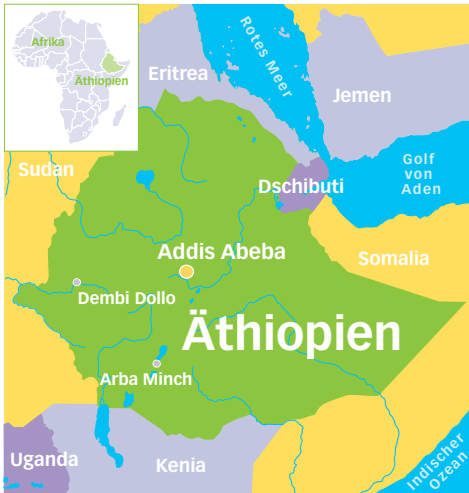 Afrika
Äthiopien
Eritrea
Rotes Meer
Jemen
Sudan
Dschibuti
Golf
von
Aden
Addis Abeba
Somalia
Dembi Dollo
Äthiopien
Arba Minch
Uganda
Kenia
Indischer
Ozean